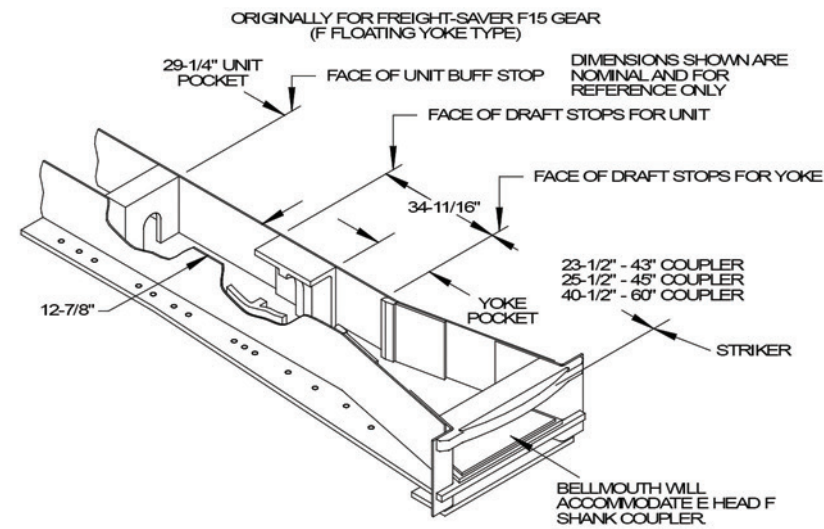 ORIGINALLY FOR FREIGHT-SAVER F15 GEAR
(F FLOATING YOKE TYPE)
29-1/4" UNIT
POCKET
FACE OF UNIT BUFF STOP
DIMENSIONS SHOWN ARE
NOMINAL AND FOR
REFERENCE ONLY
FACE OF DRAFT STOPS FOR UNIT
FACE OF DRAFT STOPS FOR YOKE
34-11/16"
23-1/2" - 43" COUPLER
25-1/2" - 45" COUPLER
40-1/2" - 60" COUPLER
12-7/8"
YOKE
POCKET
STRIKER
BELLMOUTH WILL
ACCOMMODATE E HEAD F
SHANK COUPLER.